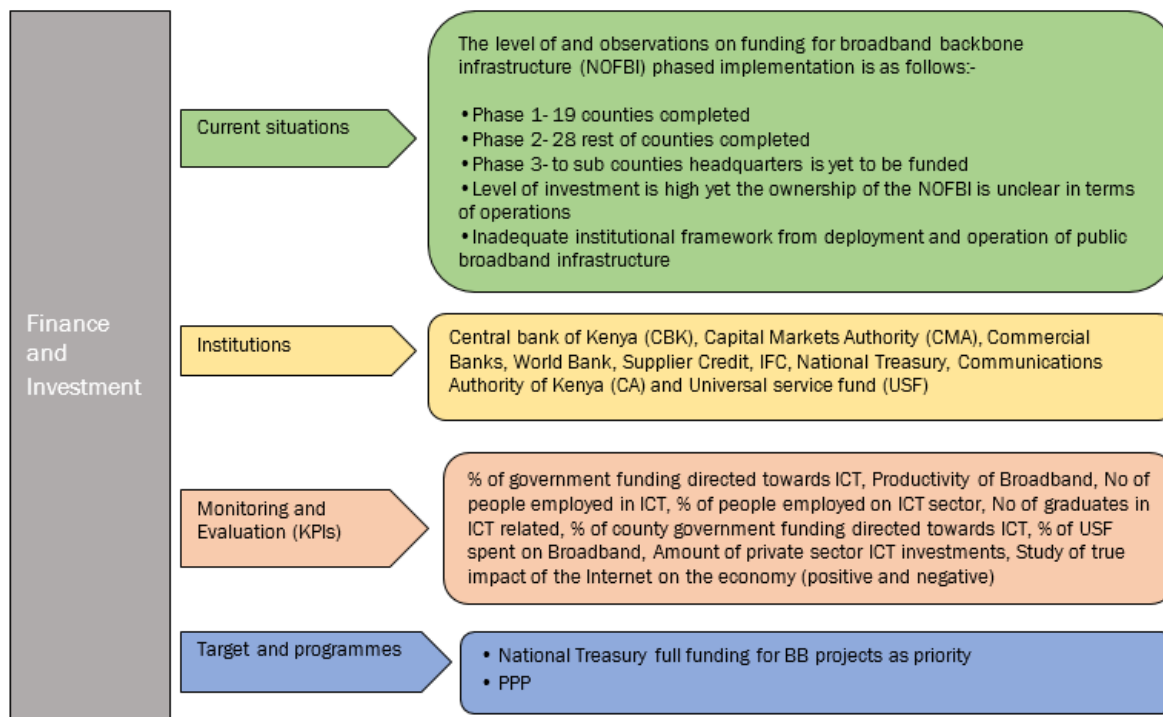 Finance
and
Investment
Current situations
The level of and observations on funding for broadband backbone
infrastructure (NOFBI) phased implementation is as follows:-
• Phase 1- 19 counties completed
• Phase 2- 28 rest of counties completed
• Phase 3- to sub counties headquarters is yet to be funded
• Level of investment is high yet the ownership of the NOFBI is unclear in terms
of operations
• Inadequate institutional framework from deployment and operation of public
broadband infrastructure
Institutions
Central bank of Kenya (CBK), Capital Markets Authority (CMA), Commercial
Banks, World Bank, Supplier Credit, IFC, National Treasury, Communications
Authority of Kenya (CA) and Universal service fund (USF)
Monitoring and
Evaluation (KPIs)
% of government funding directed towards ICT, Productivity of Broadband, No of
people employed in ICT, % of people employed on ICT sector, No of graduates in
ICT related, % of county government funding directed towards ICT, % of USF
spent on Broadband, Amount of private sector ICT investments, Study of true
impact of the Internet on the economy (positive and negative)
Target and programmes
• National Treasury full funding for BB projects as priority
• PPP